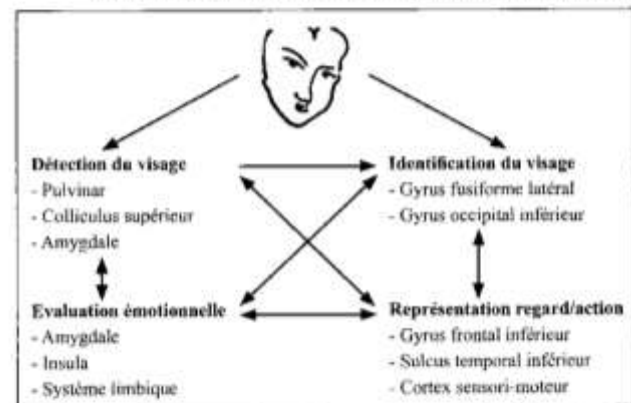 Détection du visage
- Pulvinar
- Colliculus supérieur
- Amygdale
Identification du visage
- Gyrus fusiforme latéral
- Gyrus occipital inférieur
Evaluation émotionnelle
- Amygdale
- Insula
- Système limbique
Représentation regard/action
- Gyrus frontal inférieur
- Sulcus temporal inférieur
- Cortex sensori-moteur